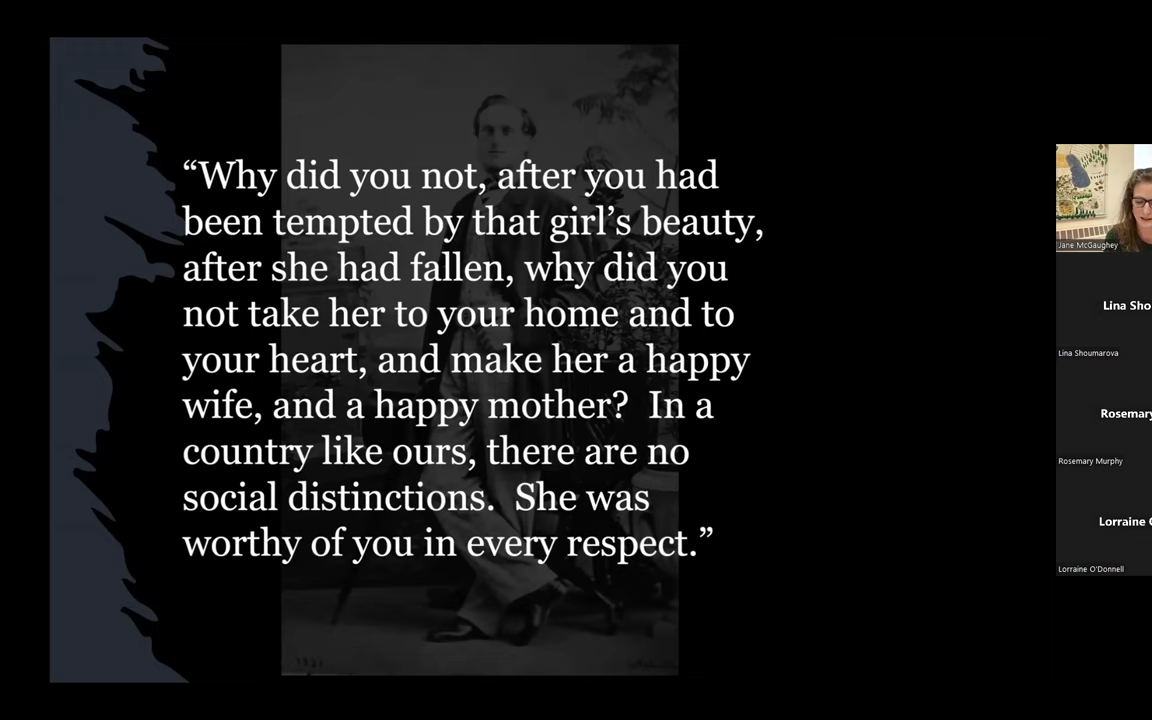 “Why did you not, after you had
been tempted by that girl’s beauty,
after she had fallen, why did you
not take her to your home and to
your heart, and make her a happy
wife, and a happy mother?  In a
country like ours, there are no
social distinctions.  She was
worthy of you in every respect.”
Jane McGaughey
Lina Sho
Lina Shoumarova
Rosemary
Rosemary Murphy
Lorraine
Lorraine O'Donnell